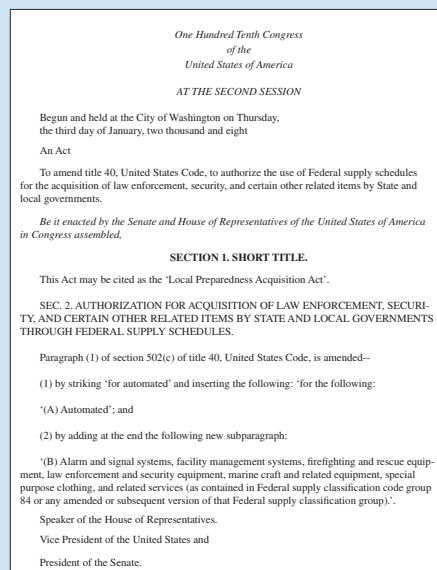 One Hundred Tenth Congress
of the
United States of America
AT THE SECOND SESSION
Begun and held at the City of Washington on Thursday,
the third day of January, two thousand and eight
An Act
To amend title 40, United States Code, to authorize the use of Federal supply schedules
for the acquisition of law enforcement, security, and certain other related items by State and
local governments.
Be it enacted by the Senate and House of Representatives of the United States of America
in Congress assembled,
SECTION 1. SHORT TITLE.
This Act may be cited as the ‘Local Preparedness Acquisition Act’.
SEC. 2. AUTHORIZATION FOR ACQUISITION OF LAW ENFORCEMENT, SECURI-
TY, AND CERTAIN OTHER RELATED ITEMS BY STATE AND LOCAL GOVERNMENTS
THROUGH FEDERAL SUPPLY SCHEDULES.
Paragraph (1) of section 502(c) of title 40, United States Code, is amended--
(1) by striking ‘for automated’ and inserting the following: ‘for the following:
‘(A) Automated’; and
(2) by adding at the end the following new subparagraph:
‘(B) Alarm and signal systems, facility management systems, firefighting and rescue equip-
ment, law enforcement and security equipment, marine craft and related equipment, special
purpose clothing, and related services (as contained in Federal supply classification code group
84 or any amended or subsequent version of that Federal supply classification group).’.
Speaker of the House of Representatives.
Vice President of the United States and
President of the Senate.